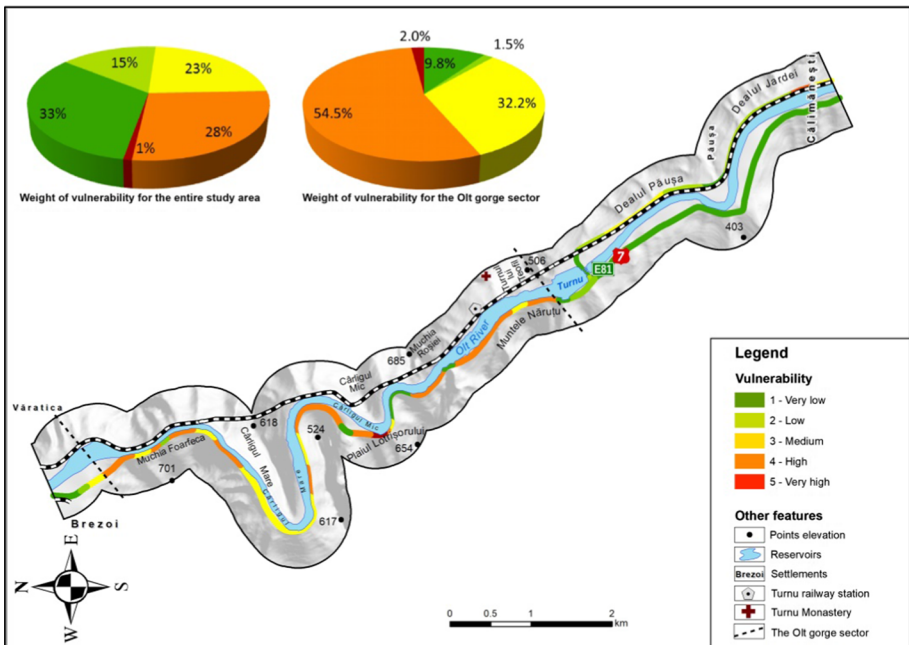 15%
23%
33%
28%
1%
Weight of vulnerability for the entire study area
2.0%
9.8%
1.5%
32.2%
54.5%
Weight of vulnerability for the Olt gorge sector
Călimănești
Dealul Jardei
Păușa
Dealul Păușa
403
7
E81
Turnu
506
Turnul
lui
Teofil
Muntele Năruțu
Olt River
Muchia
Roșiei
685
Cârligul
Mic
Cârligul Mic
Plaiul Lotrișorului
654
618
524
Cârligul
Mare
Cârligul
Mare
617
Muchia Foarfeca
701
Văratica
Brezoi
N
E
S
W
0 0.5 1 2
km
Legend
Vulnerability
1 - Very low
2 - Low
3 - Medium
4 - High
5 - Very high
Other features
Points elevation
Reservoirs
Brezoi Settlements
Turnu railway station
Turnu Monastery
The Olt gorge sector